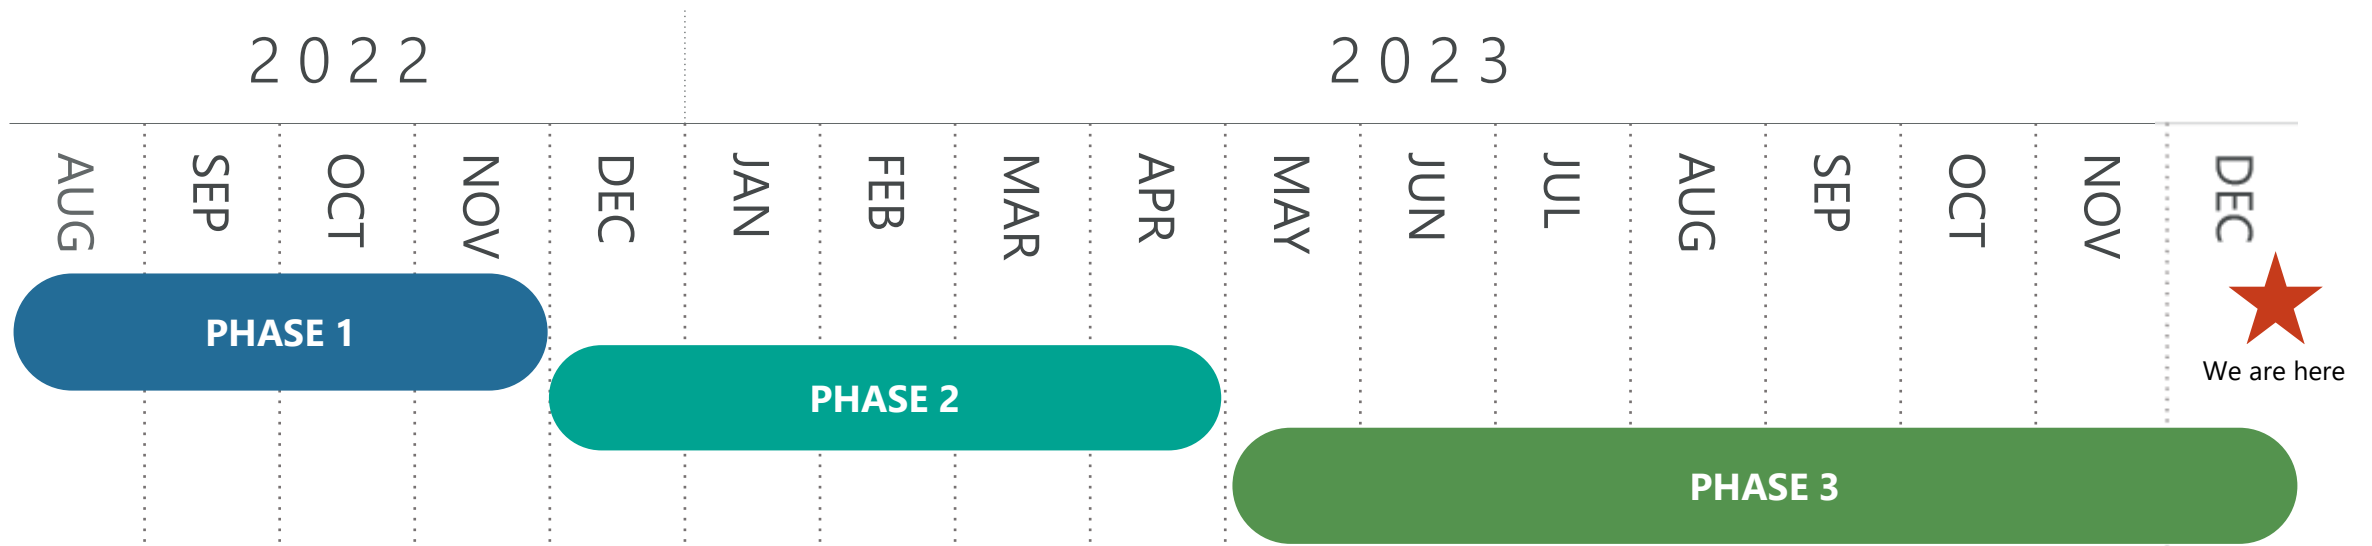 2022 2023
AUG SEP OCT NOV DEC JAN FEB MAR APR MAY JUN JUL AUG SEP OCT NOV DEC
PHASE 1
We are here
PHASE 2
PHASE 3